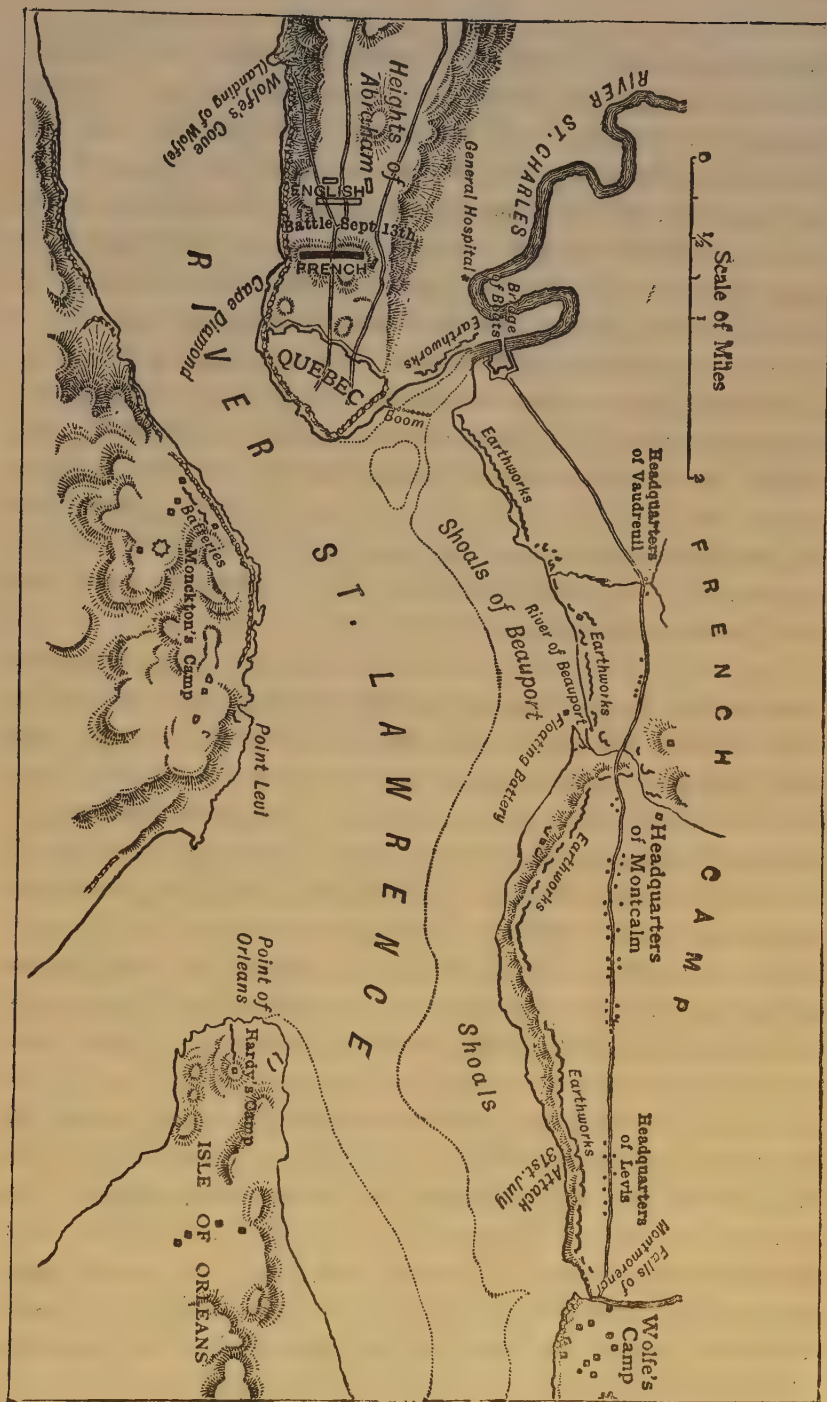 RIVER ST. CHARLES
0 ½ 1 2
Scale of Miles
FRENCH CAMP
Headquarters
of Vaudreuil
Headquarters
of Montcalm
Headquarters
of Levis
Falls of
Montmorenci
Wolfe's
Camp
General Hospital
Bridge
of Boats
Earthworks
Boom
Earthworks
Earthworks
River of Beauport
Floating Battery
Earthworks
Earthworks
Attack
31st. July
Shoals
of Beauport
Shoals
Heights of
Abraham
ENGLISH
Battle Sept 13th.
FRENCH
QUEBEC
Cape Diamond
Wolfe's Cove
(Landing of Wolfe)
RIVER ST. LAWRENCE
Batteries
Monckton's Camp
Point Levi
Point of
Orleans
Hardy's Camp
ISLE OF ORLEANS